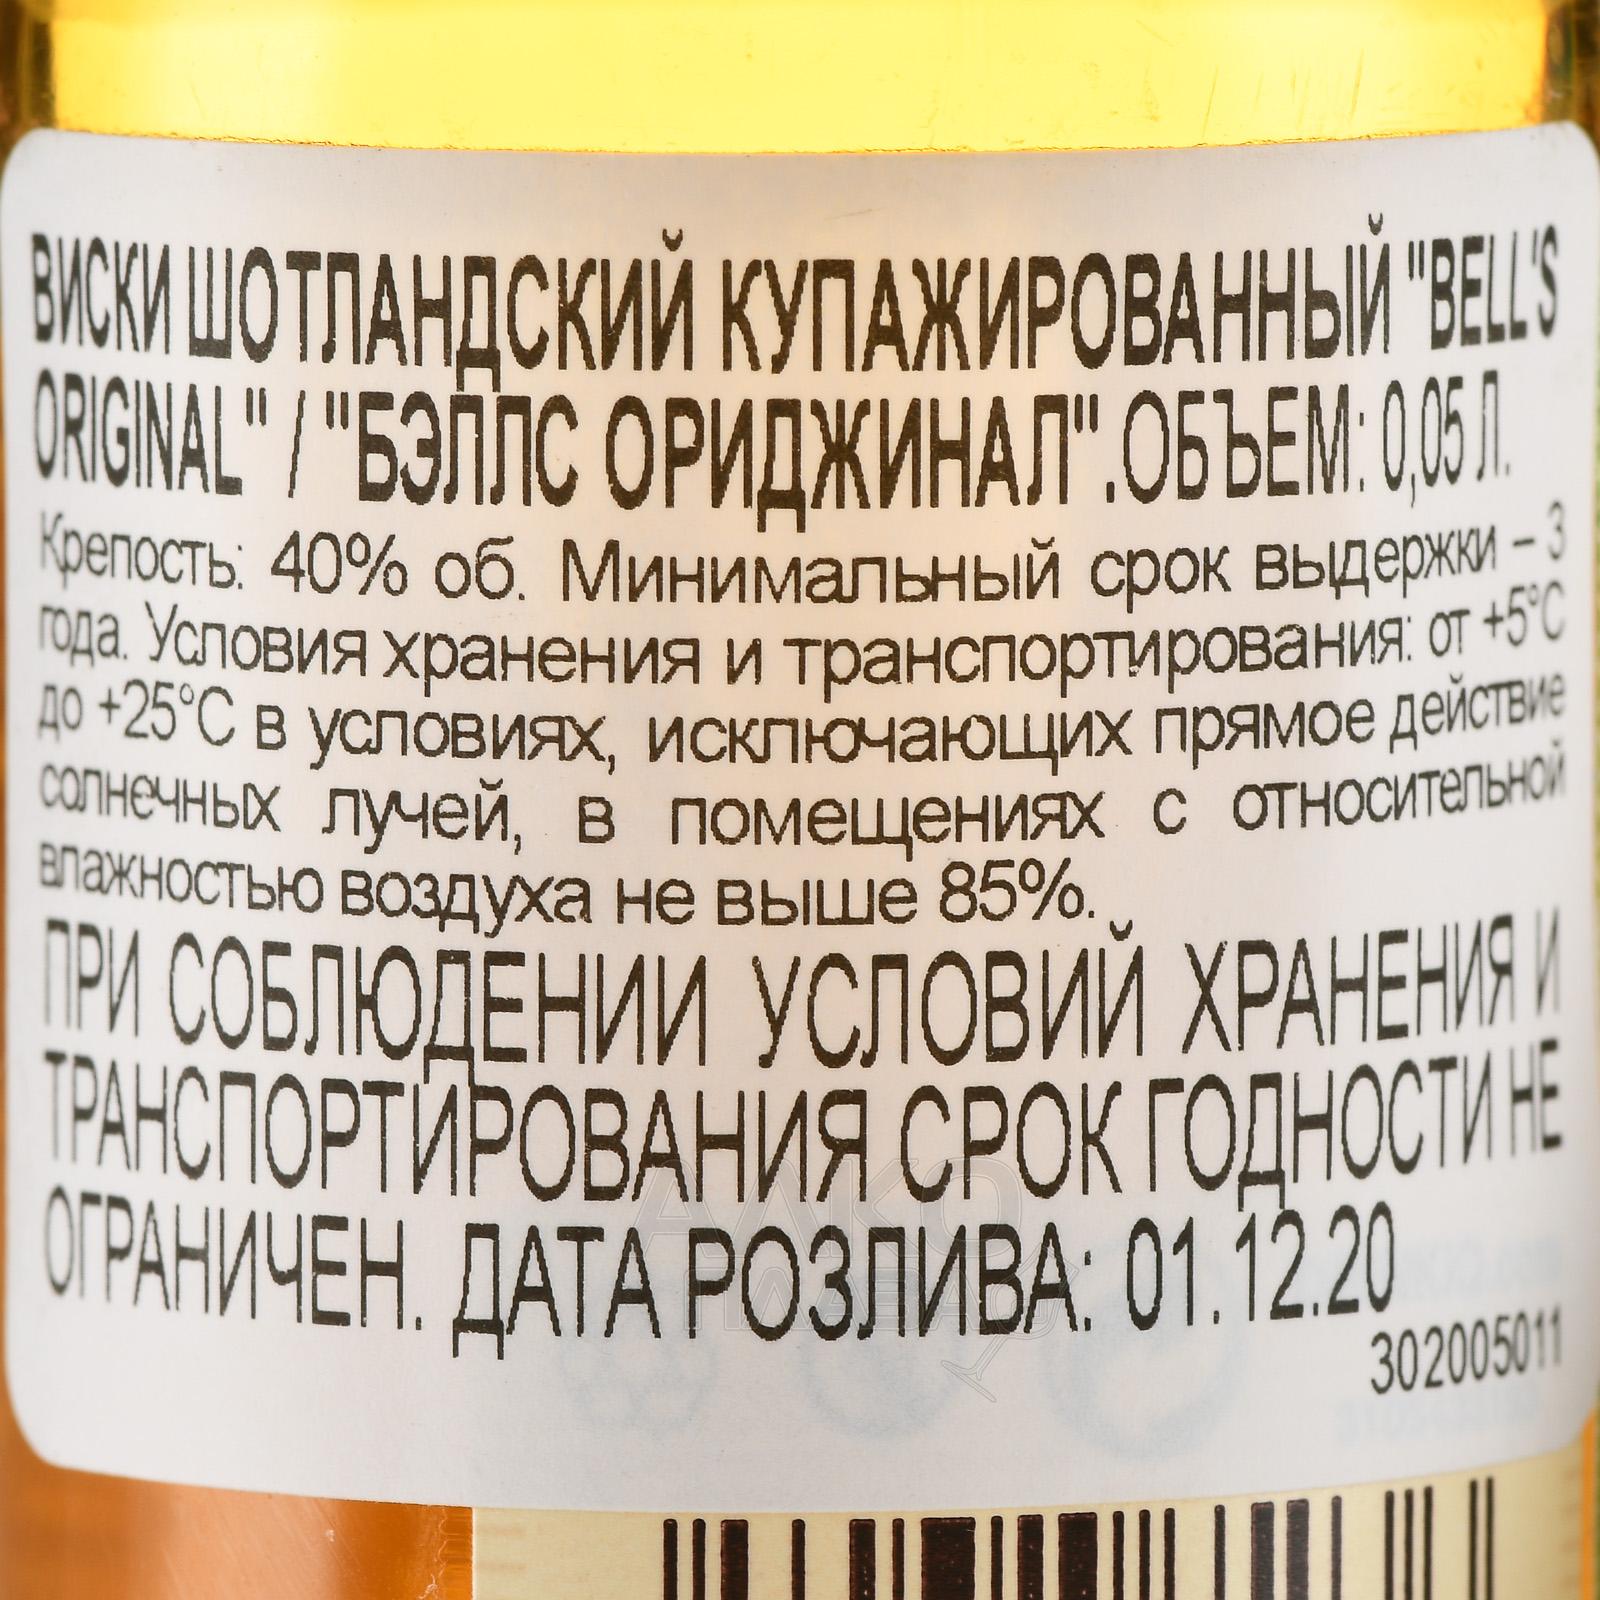 ВИСКИ ШОТЛАНДСКИЙ КУПАЖИРОВАННЫЙ "BELL'S
ORIGINAL" / "БЭЛЛС ОРИДЖИНАЛ".ОБЪЕМ: 0,05 Л.
Крепость: 40% об. Минимальный срок выдержки – 3
года. Условия хранения и транспортирования: от +5°С
до +25°С в условиях, исключающих прямое действие
солнечных лучей, в помещениях с относительной
влажностью воздуха не выше 85%.
ПРИ СОБЛЮДЕНИИ УСЛОВИЙ ХРАНЕНИЯ И
ТРАНСПОРТИРОВАНИЯ СРОК ГОДНОСТИ НЕ
ОГРАНИЧЕН. ДАТА РОЗЛИВА: 01.12.20
302005011
АЛКО